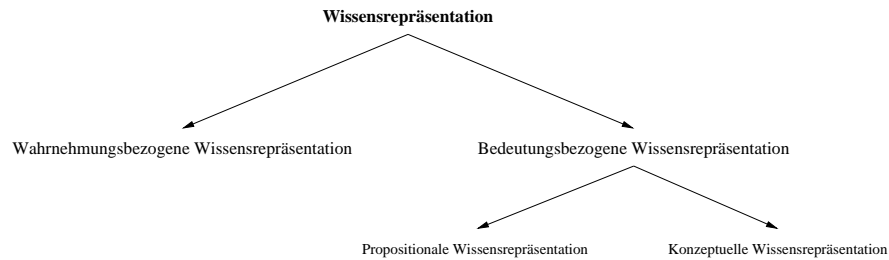 Wissensrepräsentation
Wahrnehmungsbezogene Wissensrepräsentation
Bedeutungsbezogene Wissensrepräsentation
Propositionale Wissensrepräsentation
Konzeptuelle Wissensrepräsentation